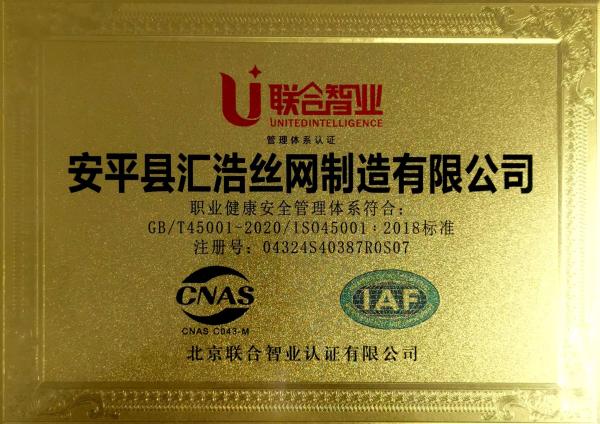 联合智业
UNITEDINTELLIGENCE
管理体系认证
安平县汇浩丝网制造有限公司
职业健康安全管理体系符合:
GB/T45001-2020/ISO45001:2018标准
注册号: 04324S40387R0S07
CNAS
IAF
CNAS C043-M
北京联合智业认证有限公司